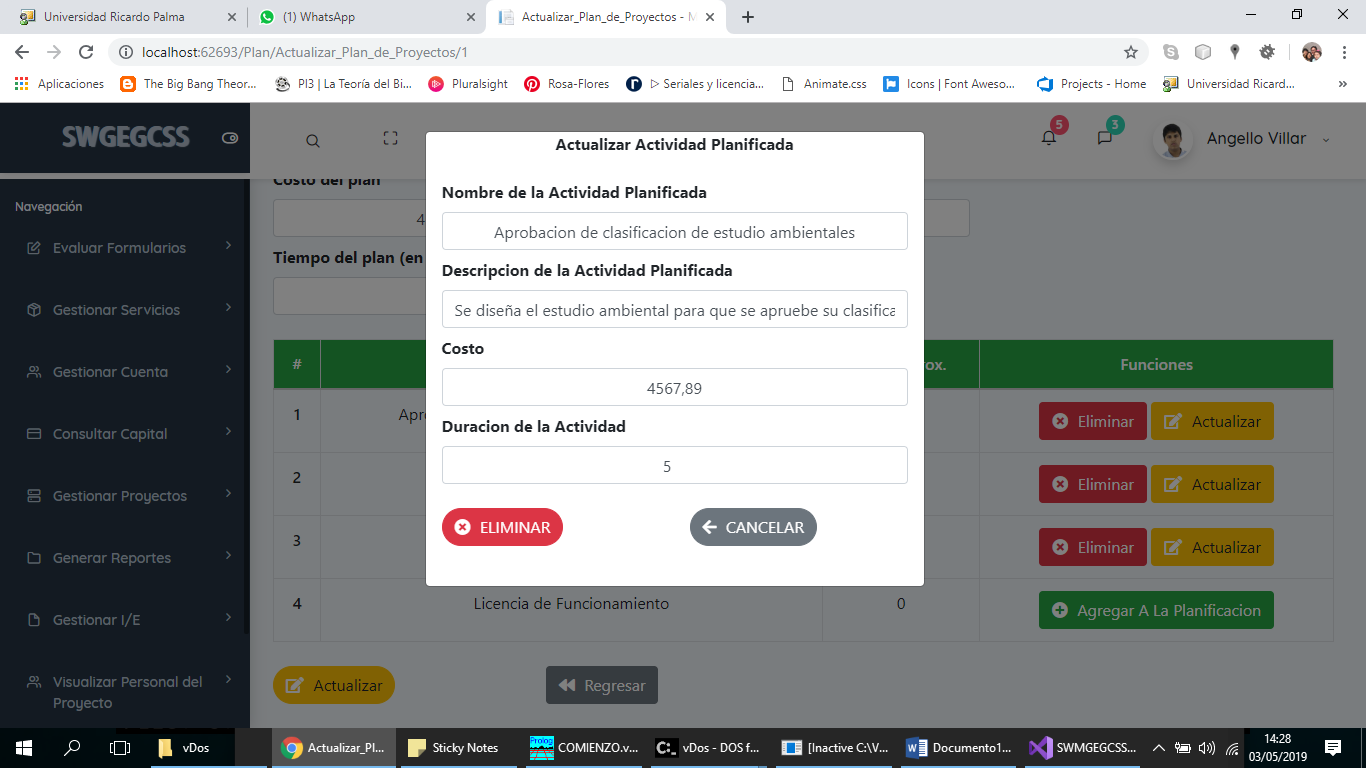 Universidad Ricardo Palma
(1) WhatsApp
Actualizar_Plan_de_Proyectos - M
localhost:62693/Plan/Actualizar_Plan_de_Proyectos/1
Aplicaciones
The Big Bang Theor...
PI3 | La Teoría del Bi...
Pluralsight
Rosa-Flores
▷ Seriales y licencia...
Animate.css
Icons | Font Aweso...
Projects - Home
Universidad Ricard...
»
SWGEGCSS
5
3
Angello Villar
Navegación
Evaluar Formularios
Gestionar Servicios
Gestionar Cuenta
Consultar Capital
Gestionar Proyectos
Generar Reportes
Gestionar I/E
Visualizar Personal del
Proyecto
Costo del plan
4
Tiempo del plan (en
Actualizar Actividad Planificada
Nombre de la Actividad Planificada
Aprobacion de clasificacion de estudio ambientales
Descripcion de la Actividad Planificada
Se diseña el estudio ambiental para que se apruebe su clasifica
Costo
4567,89
Duracion de la Actividad
5
ELIMINAR
CANCELAR
#
ox.
Funciones
1
Apr
Eliminar
Actualizar
2
Eliminar
Actualizar
3
Eliminar
Actualizar
4
Licencia de Funcionamiento
0
Agregar A La Planificacion
Actualizar
Regresar
vDos
Actualizar_Pl...
Sticky Notes
Prolog
COMIENZO.v...
vDos - DOS f...
[Inactive C:\V...
Documento1...
SWMGEGCSS...
14:28
03/05/2019